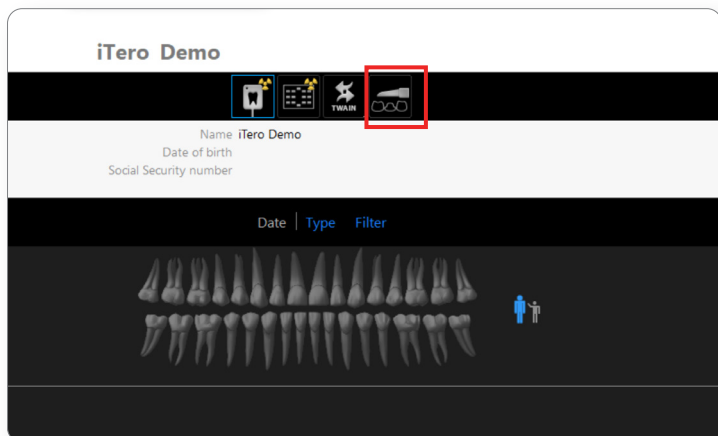 iTero Demo
TWAIN
Name iTero Demo
Date of birth
Social Security number
Date | Type Filter